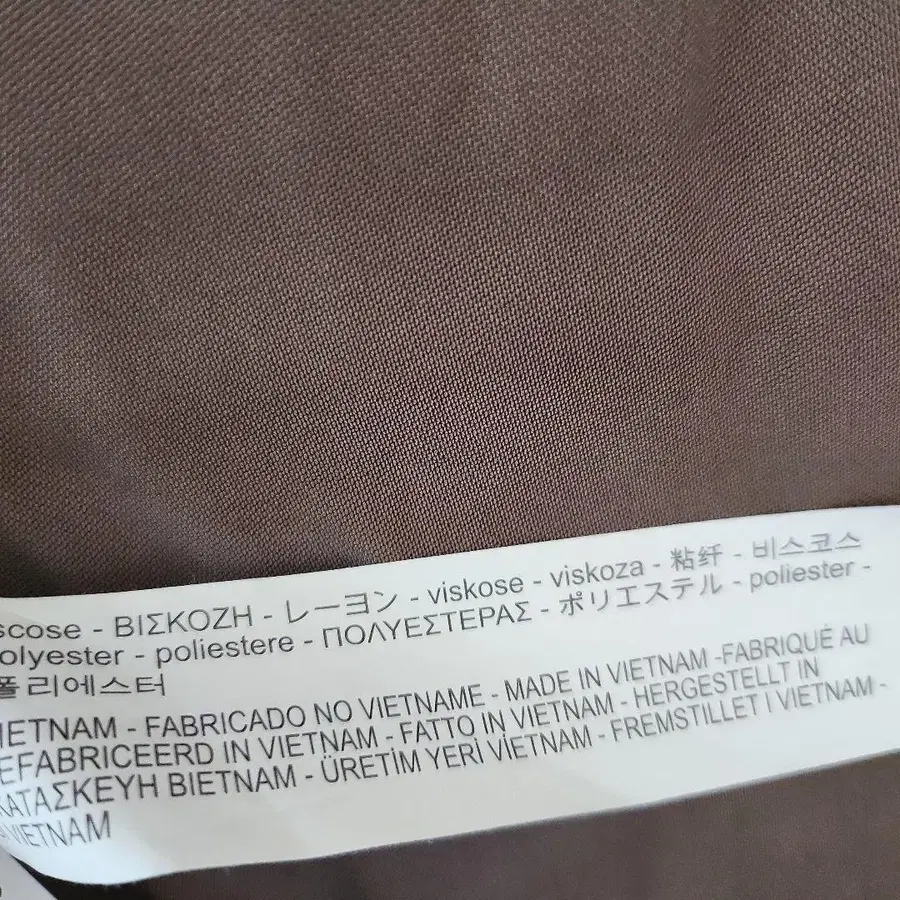 scose - ΒΙΣΚΟΖΗ - レーヨン - viskose - viskoza - 粘纤 - 비스코스
olyester - poliestere - ΠΟΛΥΕΣΤΕΡΑΣ - ポリエステル - poliester -
폴리에스터
IETNAM - FABRICADO NO VIETNAME - MADE IN VIETNAM -FABRIQUÉ AU
EFABRICEERD IN VIETNAM - FATTO IN VIETNAM - HERGESTELLT IN
ΚΑΤΑΣΚΕΥΗ ΒΙΕΤΝΑΜ - ÜRETİM YERİ VİETNAM - FREMSTILLET I VIETNAM -
VIETNAM